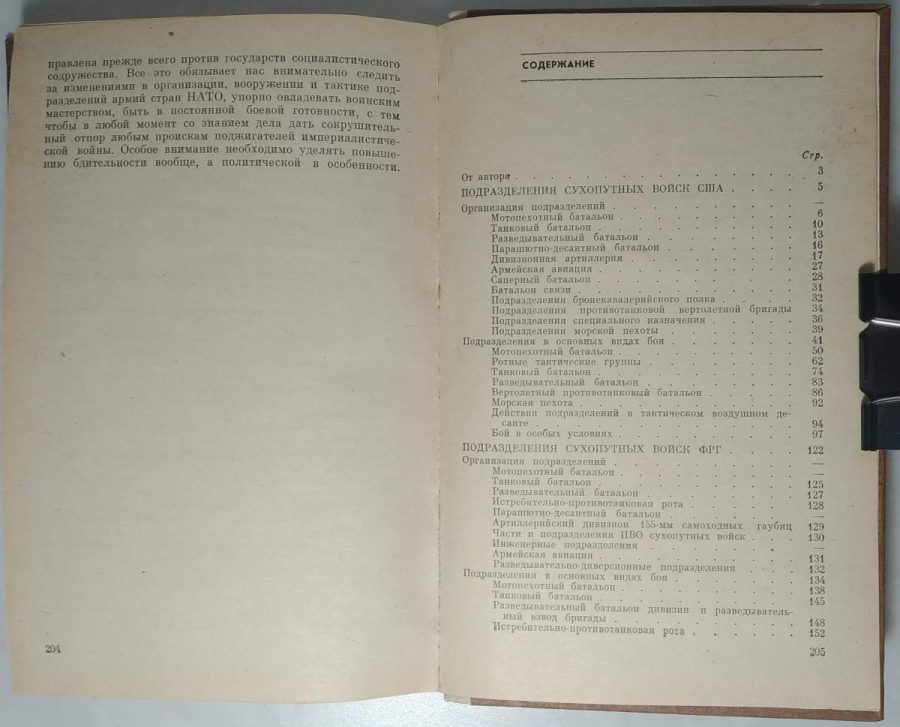 правлена прежде всего против государств социалистического
содружества. Все это обязывает нас внимательно следить
за изменениями в организации, вооружении и тактике под-
разделений армий стран НАТО, упорно овладевать воинским
мастерством, быть в постоянной боевой готовности, с тем
чтобы в любой момент со знанием дела дать сокрушитель-
ный отпор любым проискам поджигателей империалистиче-
ской войны. Особое внимание необходимо уделять повыше-
нию бдительности вообще, а политической в особенности.
204
СОДЕРЖАНИЕ
Стр.
От автора . . . . . . . . . . . . . . 3
ПОДРАЗДЕЛЕНИЯ СУХОПУТНЫХ ВОЙСК США . . . . 5
Организация подразделений . . . . . . . . . . —
Мотопехотный батальон . . . . . . . . . 6
Танковый батальон . . . . . . . . . . 10
Разведывательный батальон . . . . . . . . 13
Парашютно-десантный батальон . . . . . . . 16
Дивизионная артиллерия . . . . . . . . . 17
Армейская авиация . . . . . . . . . . 27
Саперный батальон . . . . . . . . . . 28
Батальон связи . . . . . . . . . . . 31
Подразделения бронекавалерийского полка . . . . 32
Подразделения противотанковой вертолетной бригады 34
Подразделения специального назначения . . . . . 36
Подразделения морской пехоты . . . . . . . 39
Подразделения в основных видах боя . . . . . . . 41
Мотопехотный батальон . . . . . . . . . 50
Ротные тактические группы . . . . . . . . 62
Танковый батальон . . . . . . . . . . 74
Разведывательный батальон . . . . . . . . 83
Вертолетный противотанковый батальон . . . . . 86
Морская пехота . . . . . . . . . . . 92
Действия подразделений в тактическом воздушном де-
санте . . . . . . . . . . . . . 94
Бой в особых условиях . . . . . . . . . 97
ПОДРАЗДЕЛЕНИЯ СУХОПУТНЫХ ВОЙСК ФРГ . . . . 122
Организация подразделений . . . . . . . . . . —
Мотопехотный батальон . . . . . . . . . —
Танковый батальон . . . . . . . . . . 125
Разведывательный батальон . . . . . . . . 127
Истребительно-противотанковая рота . . . . . 128
Парашютно-десантный батальон . . . . . . . —
Артиллерийский дивизион 155-мм самоходных гаубиц 129
Части и подразделения ПВО сухопутных войск . . . 130
Инженерные подразделения . . . . . . . . —
Армейская авиация . . . . . . . . . . 131
Разведывательно-диверсионные подразделения . . . 132
Подразделения в основных видах боя . . . . . . . 134
Мотопехотный батальон . . . . . . . . . 138
Танковый батальон . . . . . . . . . . 145
Разведывательный батальон дивизии и разведыватель-
ный взвод бригады . . . . . . . . . 148
Истребительно-противотанковая рота . . . . . . 152
205